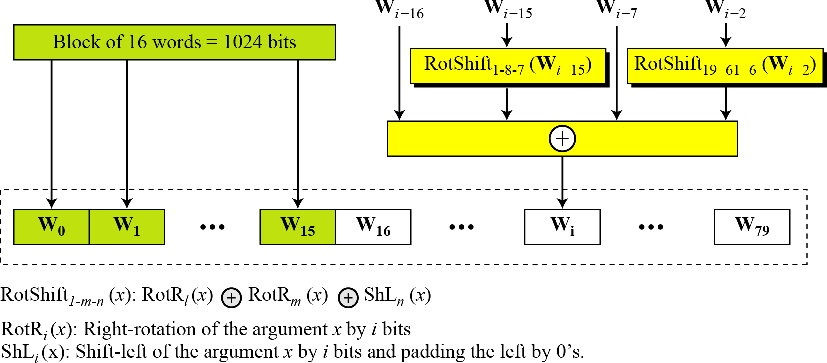 W_{i−16} W_{i−15} W_{i−7} W_{i−2}
Block of 16 words = 1024 bits
RotShift_{1-8-7} (W_{i 15}) RotShift_{19 61 6} (W_{i 2})
+
W_0 W_1 ••• W_15 W_16 ••• W_i ••• W_79
RotShift_{1-m-n} (x): RotR_l (x) + RotR_m (x) + ShL_n (x)
RotR_i (x): Right-rotation of the argument x by i bits
ShL_i (x): Shift-left of the argument x by i bits and padding the left by 0’s.